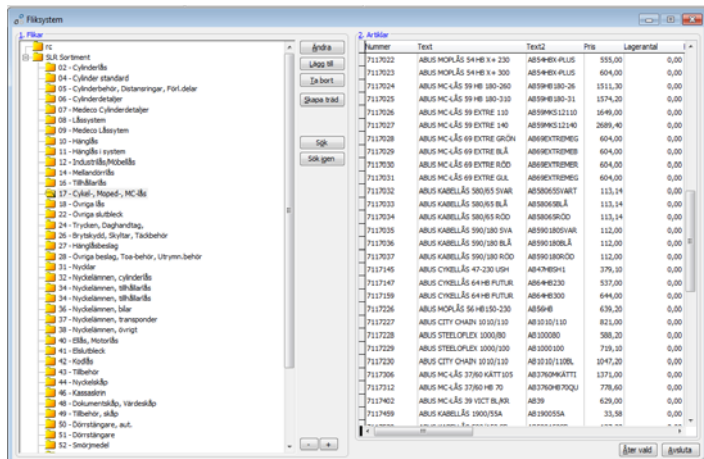 Fliksystem
1. Flikar
rc
SLR Sortment
02 - Cylinderlås
04 - Cylinder standard
05 - Cylinderbehör, Distansringar, Förl.delar
06 - Cylinderdetaljer
07 - Medeco Cylinderdetaljer
08 - Låssystem
09 - Medeco Låssytem
10 - Hänglås
11 - Hänglås i system
12 - Industrilås/Möbellås
14 - Mellandörrlås
16 - Tillhållarlås
17 - Cykel-, Moped-, MC-lås
18 - Övriga lås
22 - Övriga slutbleck
24 - Trycken, Daghandtag,
26 - Brytskydd, Skyltar, Täckbehör
27 - Hänglåsbeslag
28 - Övriga beslag, Toa-behör, Utrymn.behör
31 - Nycklar
32 - Nyckelämnen, cylinderlås
34 - Nyckelämnen, tillhållarlås
34 - Nyckelämnen, tillhållarlås
36 - Nyckelämnen, bilar
37 - Nyckelämnen, transponder
38 - Nyckelämnen, övrigt
40 - Ellås, Motorlås
41 - Elslutbleck
42 - Kodlås
43 - Tillbehör
44 - Nyckelskåp
46 - Kassaskrin
48 - Dokumentskåp, Värdeskåp
49 - Tillbehör, skåp
50 - Dörrstängare, aut.
51 - Dörrstängare
52 - Smörjmedel
Ändra
Lägg till
Ta bort
Skapa träd
Sök
Sök igen
- +
2. Artiklar
Nummer Text Text2 Pris Lagerantal
7117022 ABUS MOPLÅS 54 HB X + 230 AB54HBX-PLUS 555,00 0,00
7117023 ABUS MOPLÅS 54 HB X + 300 AB54HBX-PLUS 604,00 0,00
7117024 ABUS MC-LÅS 59 HB 180-260 AB59HB180-26 1511,30 0,00
7117025 ABUS MC-LÅS 59 HB 180-310 AB59HB180-31 1574,20 0,00
7117026 ABUS MC-LÅS 59 EXTRE 110 AB59MKS12110 1649,00 0,00
7117027 ABUS MC-LÅS 59 EXTRE 140 AB59MKS12140 2689,40 0,00
7117028 ABUS MC-LÅS 69 EXTRE GRÖN AB69EXTREMEG 604,00 0,00
7117029 ABUS MC-LÅS 69 EXTRE BLÅ AB69EXTREMEB 604,00 0,00
7117030 ABUS MC-LÅS 69 EXTRE RÖD AB69EXTREMER 604,00 0,00
7117031 ABUS MC-LÅS 69 EXTRE GUL AB69EXTREMEG 604,00 0,00
7117032 ABUS KABELLÅS 580/65 SVAR AB58065SVART 113,14 0,00
7117033 ABUS KABELLÅS 580/65 BLÅ AB58065BLÅ 113,14 0,00
7117034 ABUS KABELLÅS 580/65 RÖD AB58065RÖD 113,14 0,00
7117035 ABUS KABELLÅS 590/180 SVA AB590180SVAR 112,00 0,00
7117036 ABUS KABELLÅS 590/180 BLÅ AB590180BLÅ 112,00 0,00
7117037 ABUS KABELLÅS 590/180 RÖD AB590180RÖD 112,00 0,00
7117145 ABUS CYKELLÅS 47-230 USH AB47HBSH1 379,10 0,00
7117147 ABUS CYKELLÅS 64 HB FUTUR AB64HB230 537,00 0,00
7117159 ABUS CYKELLÅS 64 HB FUTUR AB64HB300 644,00 0,00
7117226 ABUS MOPLÅS 56 HB150-230 AB56HB 639,20 0,00
7117227 ABUS CITY CHAIN 1010/110 AB1010/110 821,00 0,00
7117228 ABUS STEELOFLEX 1000/80 AB100080 588,20 0,00
7117229 ABUS STEELOFLEX 1000/100 AB1000100 719,10 0,00
7117230 ABUS CITY CHAIN 1010/110 AB1010/110BL 1047,20 0,00
7117306 ABUS MC-LÅS 37/60 KÄTT105 AB3760MKÄTTI 1371,00 0,00
7117312 ABUS MC-LÅS 37/60 HB 70 AB3760HB70QU 778,60 0,00
7117402 ABUS MC-LÅS 39 VICT BL/KR AB39 629,00 0,00
7117459 ABUS KABELLÅS 1900/55A AB190055A 33,58 0,00
Åter vald Avsluta